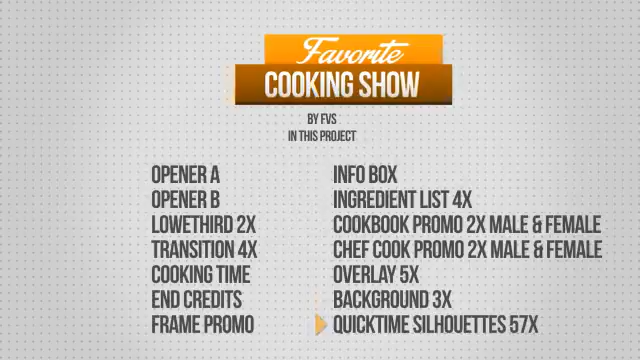 Favorite
COOKING SHOW
BY FVS
IN THIS PROJECT
OPENER A
OPENER B
LOWETHIRD 2X
TRANSITION 4X
COOKING TIME
END CREDITS
FRAME PROMO
INFO BOX
INGREDIENT LIST 4X
COOKBOOK PROMO 2X MALE & FEMALE
CHEF COOK PROMO 2X MALE & FEMALE
OVERLAY 5X
BACKGROUND 3X
QUICKTIME SILHOUETTES 57X